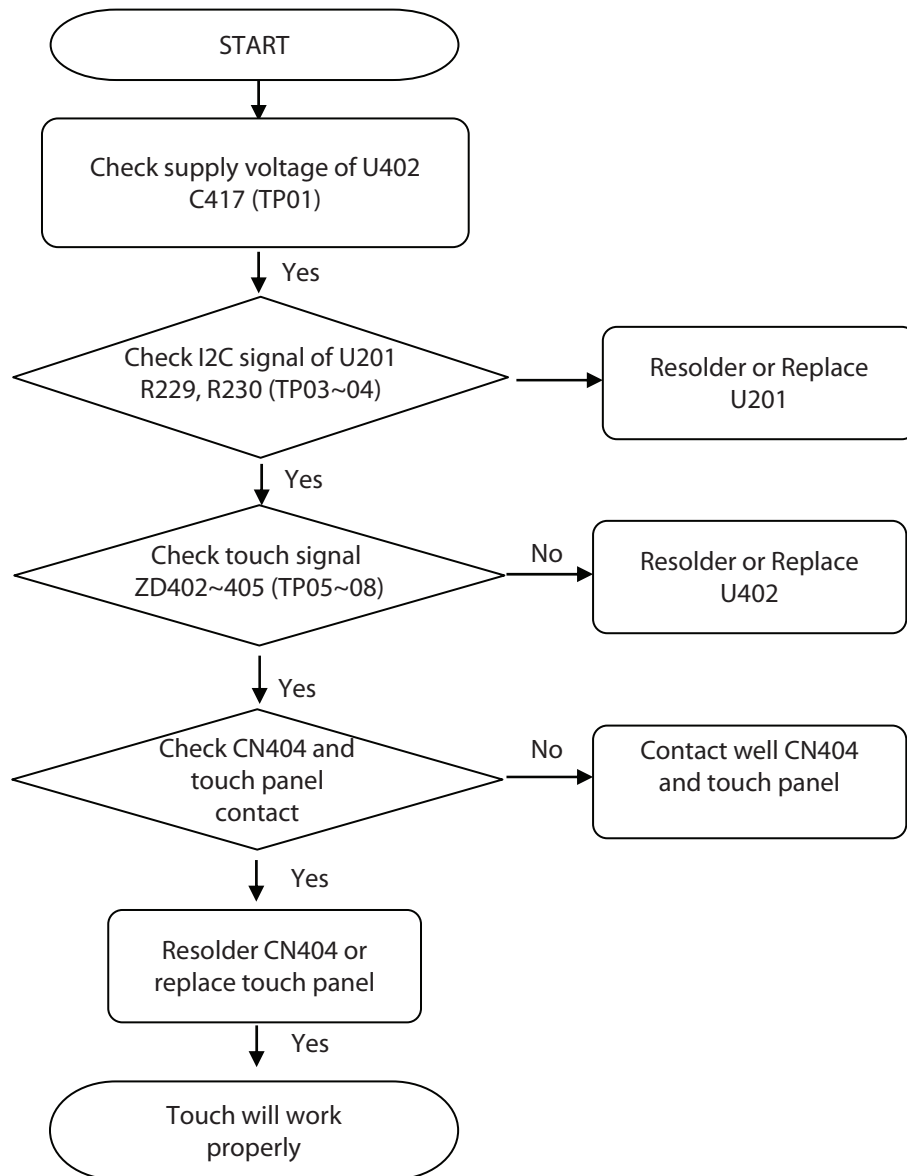 START
Check supply voltage of U402
C417 (TP01)
Yes
Check I2C signal of U201
R229, R230 (TP03~04)
Resolder or Replace
U201
Yes
Check touch signal
ZD402~405 (TP05~08)
No
Resolder or Replace
U402
Yes
Check CN404 and
touch panel
contact
No
Contact well CN404
and touch panel
Yes
Resolder CN404 or
replace touch panel
Yes
Touch will work
properly